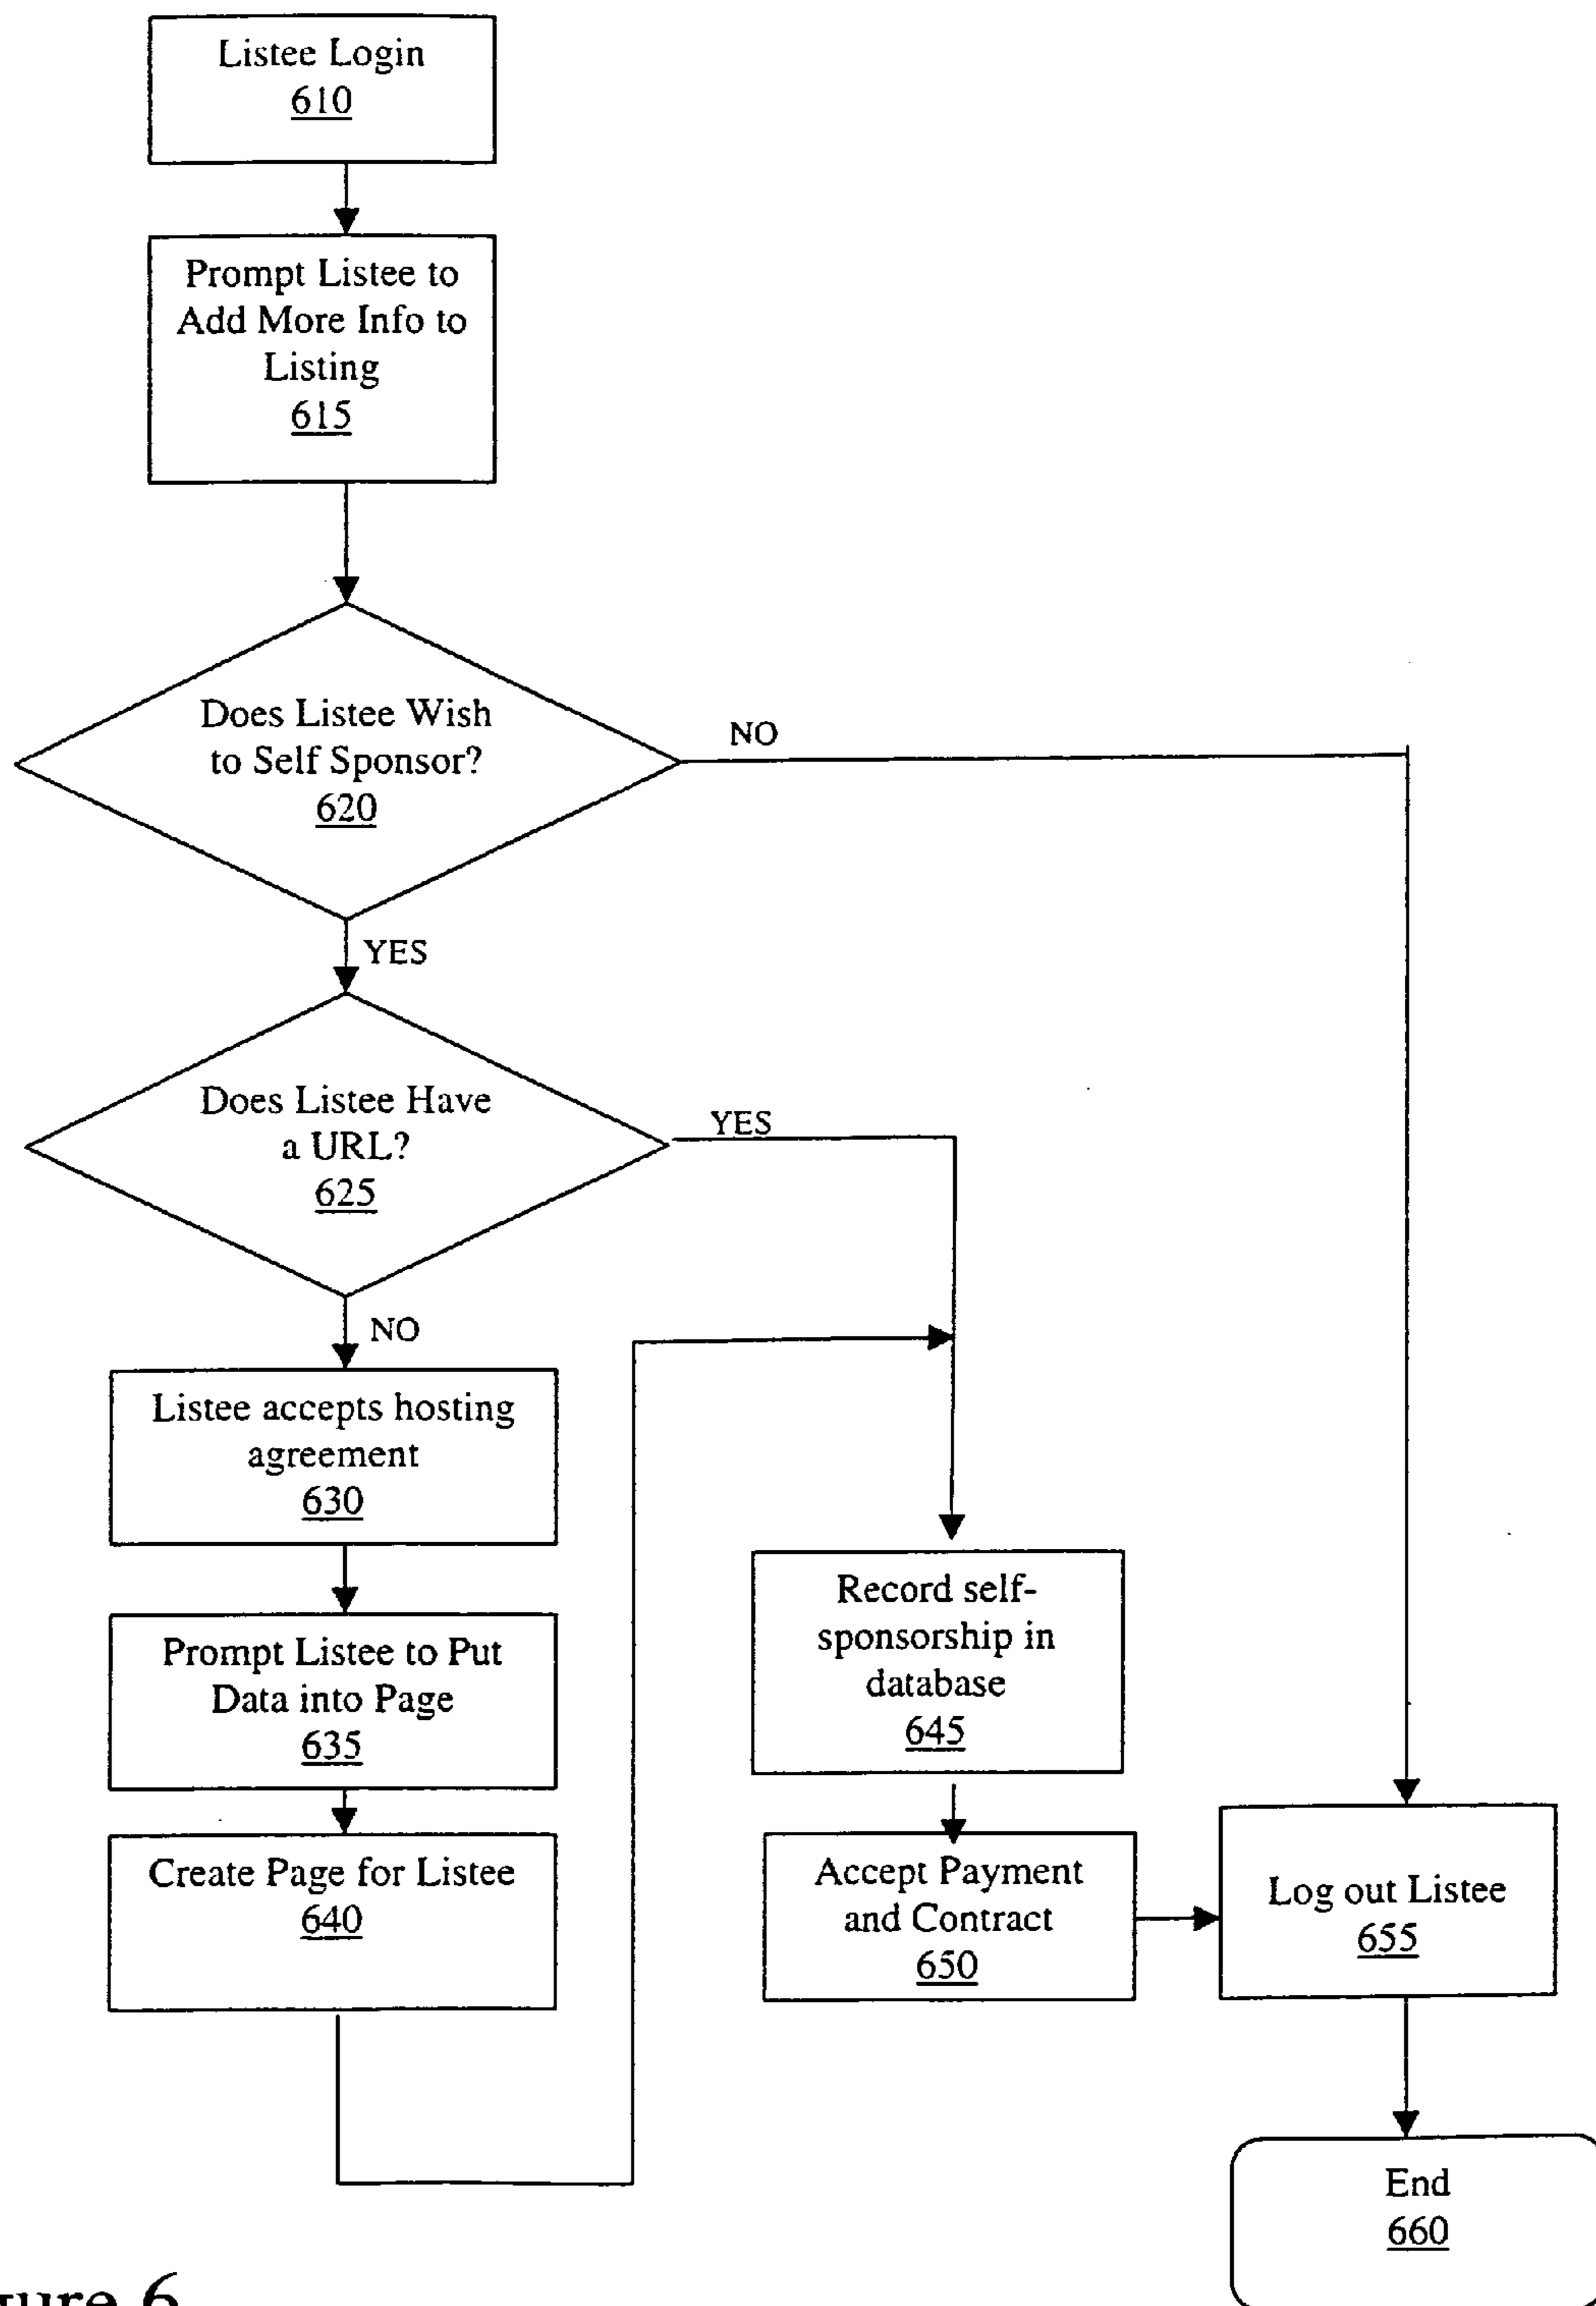 Listee Login
610
Prompt Listee to
Add More Info to
Listing
615
Does Listee Wish
to Self Sponsor?
620
NO
YES
Does Listee Have
a URL?
625
YES
NO
Listee accepts hosting
agreement
630
Prompt Listee to Put
Data into Page
635
Create Page for Listee
640
Record self-
sponsorship in
database
645
Accept Payment
and Contract
650
Log out Listee
655
End
660
6